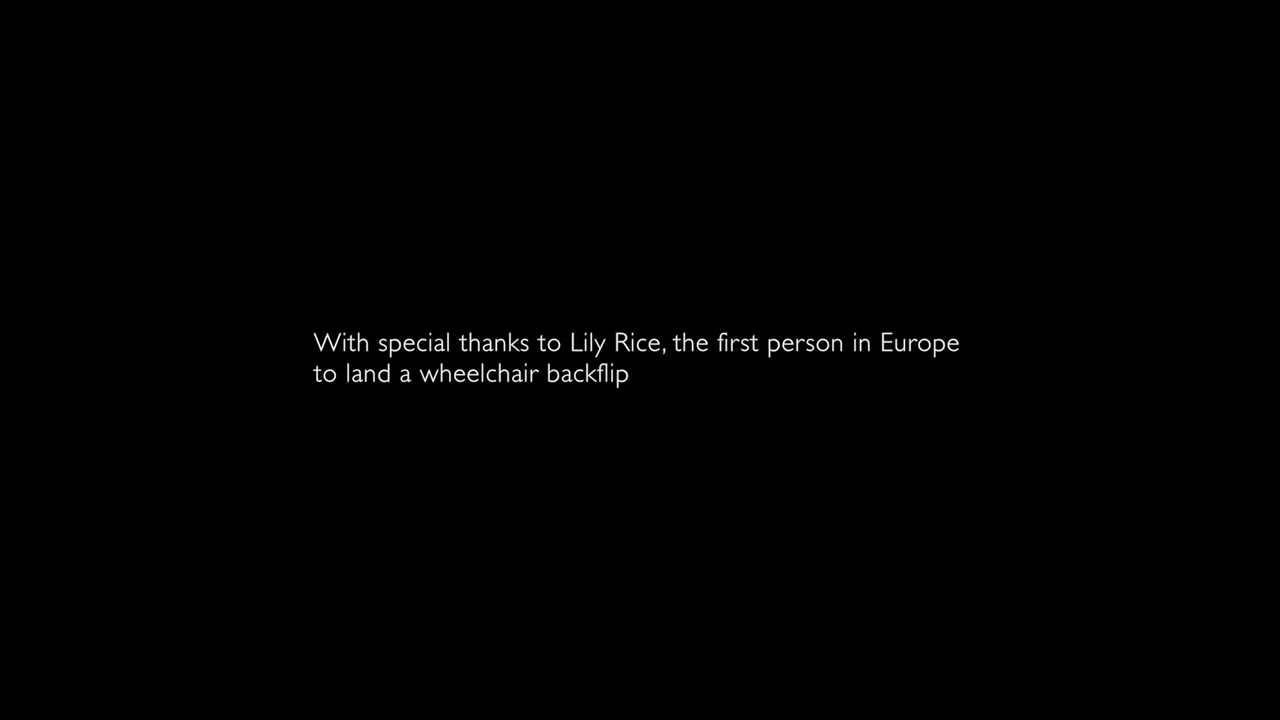 With special thanks to Lily Rice, the first person in Europe
to land a wheelchair backflip